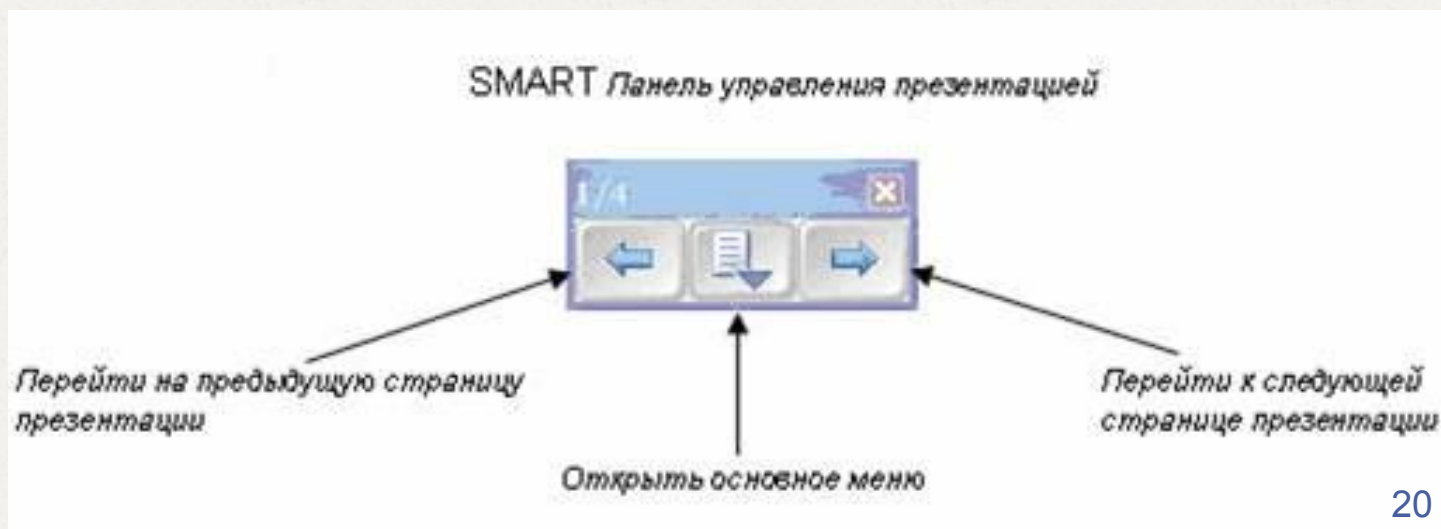 SMART Панель управления презентацией
1/4
Перейти на предыдущую страницу
презентации
Перейти к следующей
странице презентации
Открыть основное меню
20